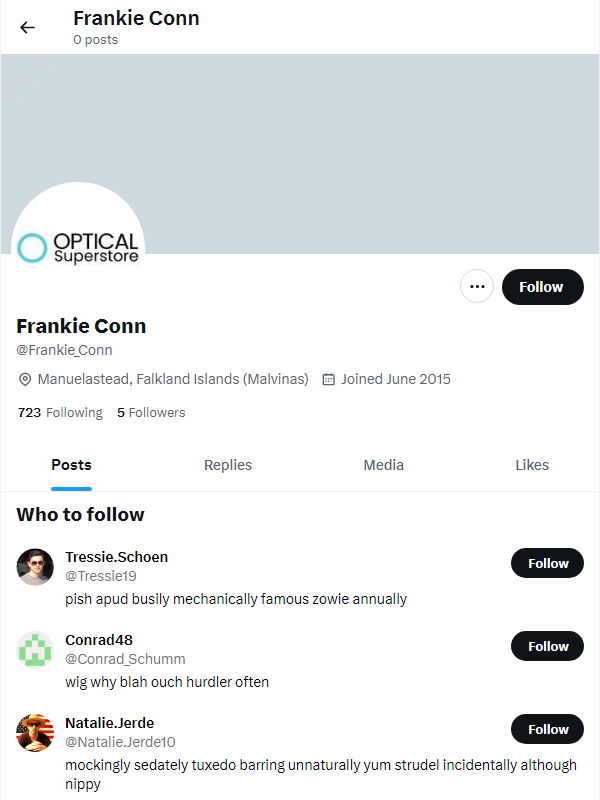 Frankie Conn
0 posts
OPTICAL
Superstore
Follow
Frankie Conn
@Frankie_Conn
Manuelastead, Falkland Islands (Malvinas) Joined June 2015
723 Following 5 Followers
Posts Replies Media Likes
Who to follow
Tressie.Schoen
@Tressie19
Follow
pish apud busily mechanically famous zowie annually
Conrad48
@Conrad_Schumm
Follow
wig why blah ouch hurdler often
Natalie.Jerde
@Natalie.Jerde10
Follow
mockingly sedately tuxedo barring unnaturally yum strudel incidentally although
nippy